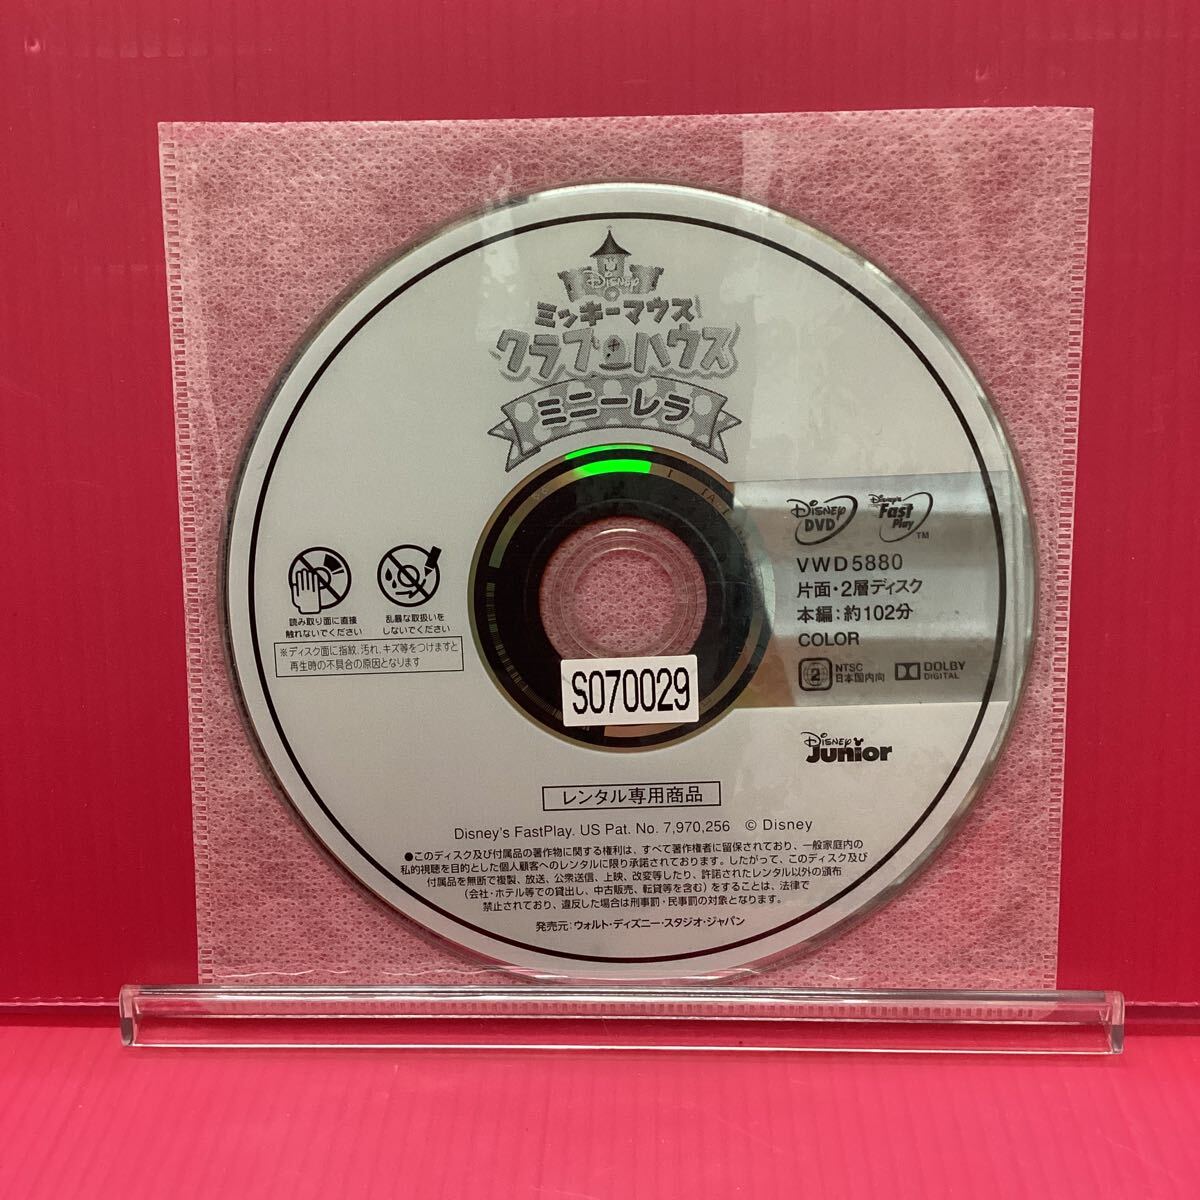 DISNEY
ミッキーマウス
クラブハウス
ミニーレラ
DISNEY DVD
DISNEY'S Fast Play TM
VWD5880
片面・2層ディスク
本編:約102分
COLOR
2 NTSC 日本国内向 DOLBY DIGITAL
読み取り面に直接
触れないでください
乱暴な取扱いを
しないでください
※ディスク面に指紋、汚れ、キズ等をつけますと
再生時の不具合の原因となります
S070029
DISNEY Junior
レンタル専用商品
Disney's FastPlay. US Pat. No. 7,970,256 © Disney
●このディスク及び付属品の著作物に関する権利は、すべて著作権者に留保されており、一般家庭内の
私的視聴を目的とした個人顧客へのレンタルに限り承諾されております。したがって、このディスク及び
付属品を無断で複製、放送、公衆送信、上映、改変等したり、許諾されたレンタル以外の頒布
(会社・ホテル等での貸出し、中古販売、転貸等を含む)をすることは、法律で
禁止されており、違反した場合は刑事罰・民事罰の対象となります。
発売元:ウォルト・ディズニー・スタジオ・ジャパン